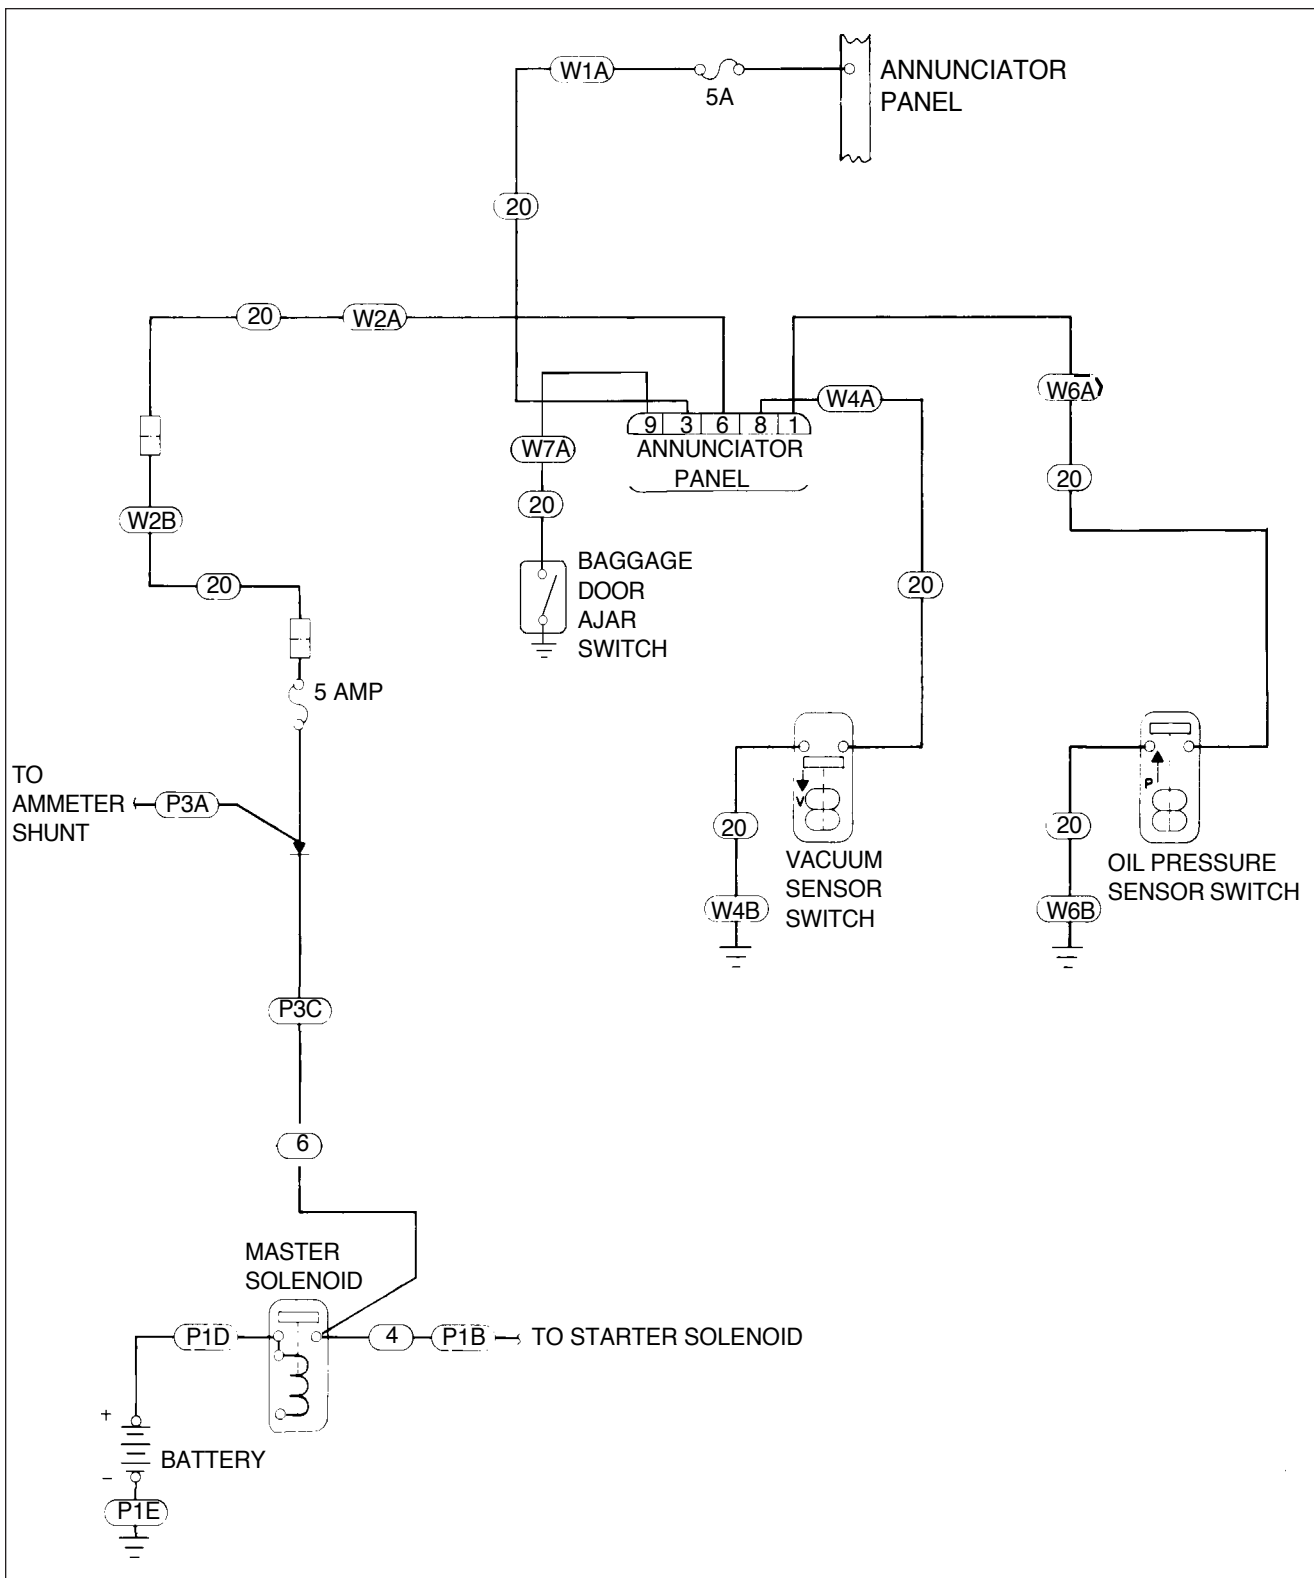 W1A
5A
ANNUNCIATOR
PANEL
20
20
W2A
W6A
W4A
9 3 6 8 1
ANNUNCIATOR
PANEL
W7A
20
20
W2B
BAGGAGE
DOOR
AJAR
SWITCH
20
20
5 AMP
TO
AMMETER
SHUNT
P3A
V
P
20
20
VACUUM
SENSOR
SWITCH
OIL PRESSURE
SENSOR SWITCH
W4B
W6B
P3C
6
MASTER
SOLENOID
P1D
4
P1B
TO STARTER SOLENOID
+
BATTERY
–
P1E